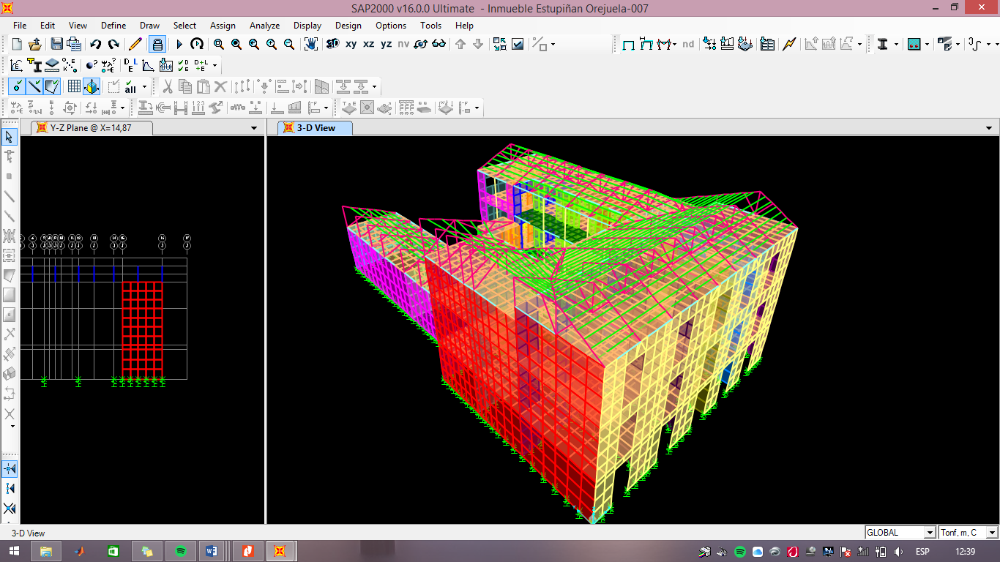 SAP2000 v16.0.0 Ultimate - Inmueble Estupiñan Orejuela-007
File Edit View Define Draw Select Assign Analyze Display Design Options Tools Help
3-D xy xz yz nv nd
all
Y-Z Plane @ X=14,87
3-D View
3-D View
GLOBAL
Tonf, m, C
ESP
12:39